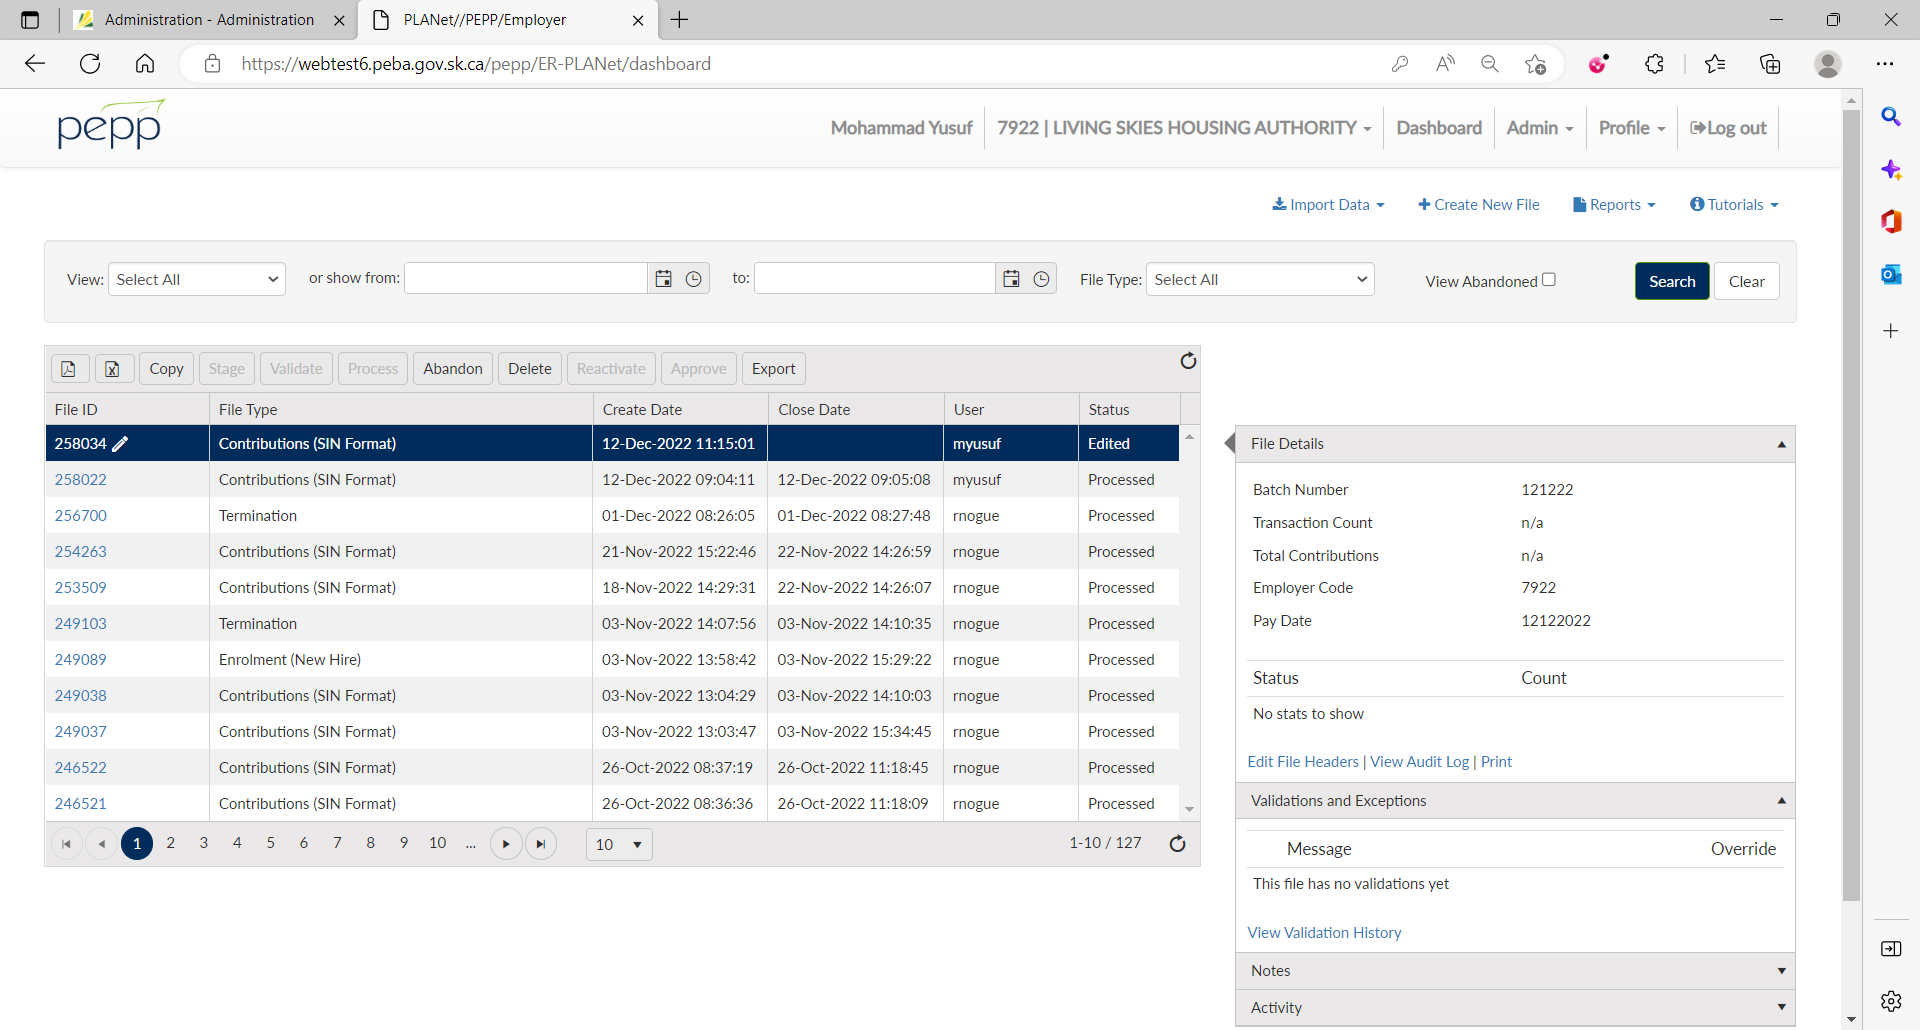 Administration - Administration
PLANet//PEPP/Employer
https://webtest6.peba.gov.sk.ca/pepp/ER-PLANet/dashboard
pepp
Mohammad Yusuf
7922 | LIVING SKIES HOUSING AUTHORITY
Dashboard
Admin
Profile
Log out
Import Data
Create New File
Reports
Tutorials
View: Select All
or show from:
to:
File Type: Select All
View Abandoned
Search
Clear
Copy Stage Validate Process Abandon Delete Reactivate Approve Export
File ID File Type Create Date Close Date User Status
258034 Contributions (SIN Format) 12-Dec-2022 11:15:01 myusuf Edited
258022 Contributions (SIN Format) 12-Dec-2022 09:04:11 12-Dec-2022 09:05:08 myusuf Processed
256700 Termination 01-Dec-2022 08:26:05 01-Dec-2022 08:27:48 rnogue Processed
254263 Contributions (SIN Format) 21-Nov-2022 15:22:46 22-Nov-2022 14:26:59 rnogue Processed
253509 Contributions (SIN Format) 18-Nov-2022 14:29:31 22-Nov-2022 14:26:07 rnogue Processed
249103 Termination 03-Nov-2022 14:07:56 03-Nov-2022 14:10:35 rnogue Processed
249089 Enrolment (New Hire) 03-Nov-2022 13:58:42 03-Nov-2022 15:29:22 rnogue Processed
249038 Contributions (SIN Format) 03-Nov-2022 13:04:29 03-Nov-2022 14:10:03 rnogue Processed
249037 Contributions (SIN Format) 03-Nov-2022 13:03:47 03-Nov-2022 15:34:45 rnogue Processed
246522 Contributions (SIN Format) 26-Oct-2022 08:37:19 26-Oct-2022 11:18:45 rnogue Processed
246521 Contributions (SIN Format) 26-Oct-2022 08:36:36 26-Oct-2022 11:18:09 rnogue Processed
1 2 3 4 5 6 7 8 9 10 ... 10 1-10 / 127
File Details
Batch Number 121222
Transaction Count n/a
Total Contributions n/a
Employer Code 7922
Pay Date 12122022
Status Count
No stats to show
Edit File Headers | View Audit Log | Print
Validations and Exceptions
Message Override
This file has no validations yet
View Validation History
Notes
Activity